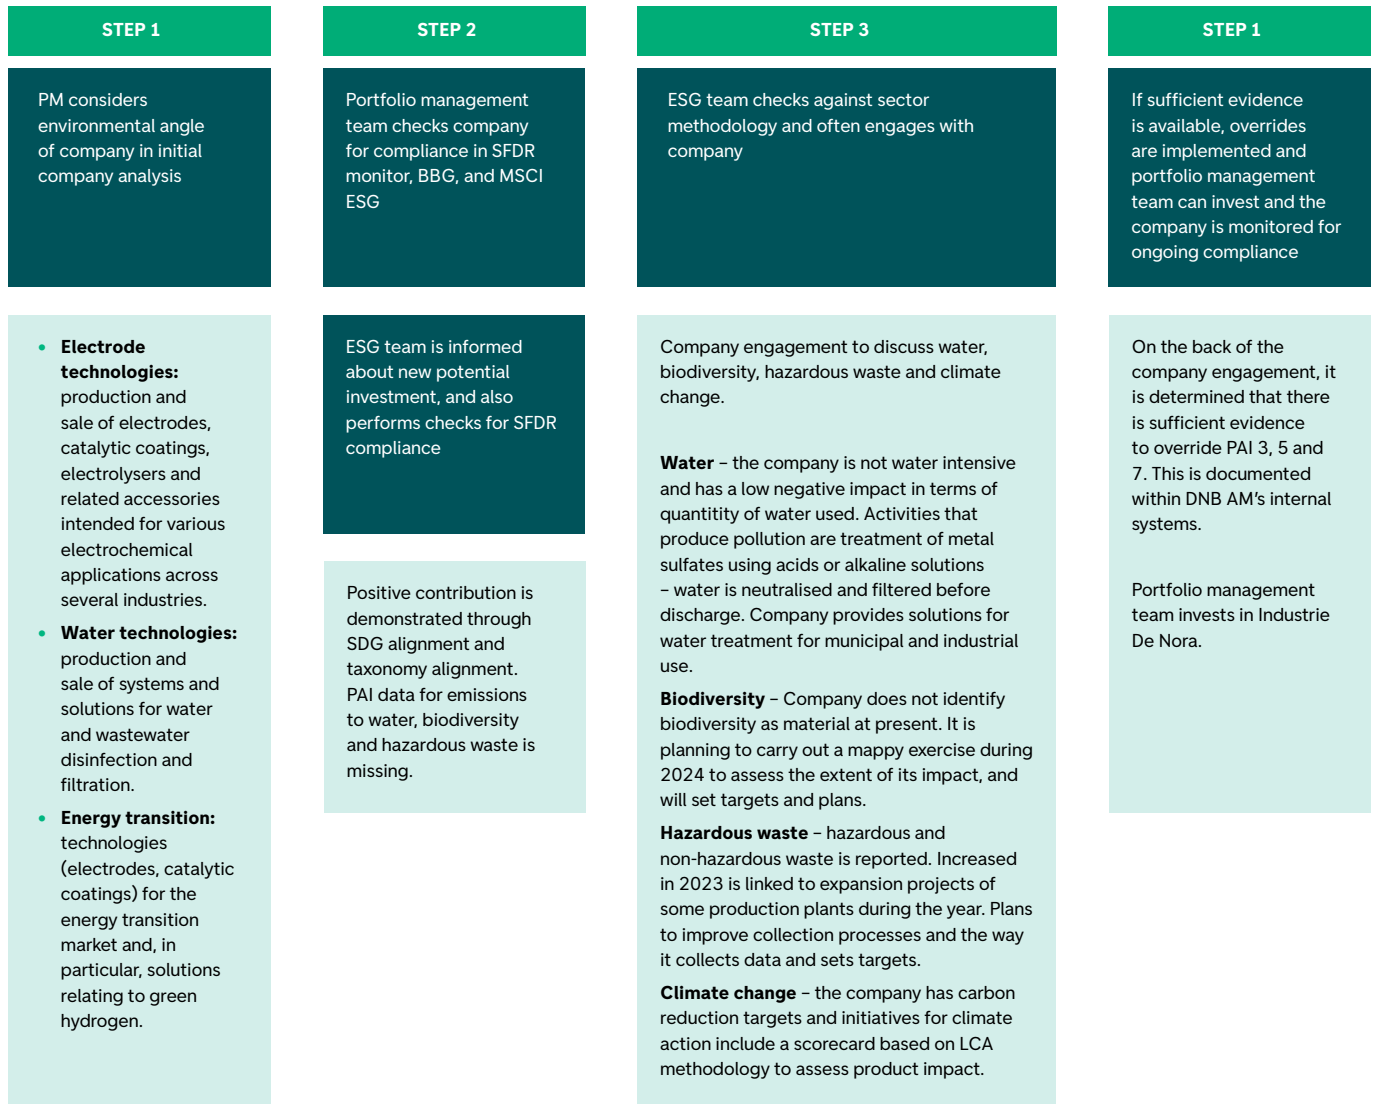 STEP 1
PM considers
environmental angle
of company in initial
company analysis
• Electrode
technologies:
production and
sale of electrodes,
catalytic coatings,
electrolysers and
related accessories
intended for various
electrochemical
applications across
several industries.
• Water technologies:
production and
sale of systems and
solutions for water
and wastewater
disinfection and
filtration.
• Energy transition:
technologies
(electrodes, catalytic
coatings) for the
energy transition
market and, in
particular, solutions
relating to green
hydrogen.
STEP 2
Portfolio management
team checks company
for compliance in SFDR
monitor, BBG, and MSCI
ESG
ESG team is informed
about new potential
investment, and also
performs checks for SFDR
compliance
Positive contribution is
demonstrated through
SDG alignment and
taxonomy alignment.
PAI data for emissions
to water, biodiversity
and hazardous waste is
missing.
STEP 3
ESG team checks against sector
methodology and often engages with
company
Company engagement to discuss water,
biodiversity, hazardous waste and climate
change.
Water – the company is not water intensive
and has a low negative impact in terms of
quantitity of water used. Activities that
produce pollution are treatment of metal
sulfates using acids or alkaline solutions
– water is neutralised and filtered before
discharge. Company provides solutions for
water treatment for municipal and industrial
use.
Biodiversity – Company does not identify
biodiversity as material at present. It is
planning to carry out a mappy exercise during
2024 to assess the extent of its impact, and
will set targets and plans.
Hazardous waste – hazardous and
non-hazardous waste is reported. Increased
in 2023 is linked to expansion projects of
some production plants during the year. Plans
to improve collection processes and the way
it collects data and sets targets.
Climate change – the company has carbon
reduction targets and initiatives for climate
action include a scorecard based on LCA
methodology to assess product impact.
STEP 1
If sufficient evidence
is available, overrides
are implemented and
portfolio management
team can invest and the
company is monitored for
ongoing compliance
On the back of the
company engagement, it
is determined that there
is sufficient evidence
to override PAI 3, 5 and
7. This is documented
within DNB AM's internal
systems.
Portfolio management
team invests in Industrie
De Nora.